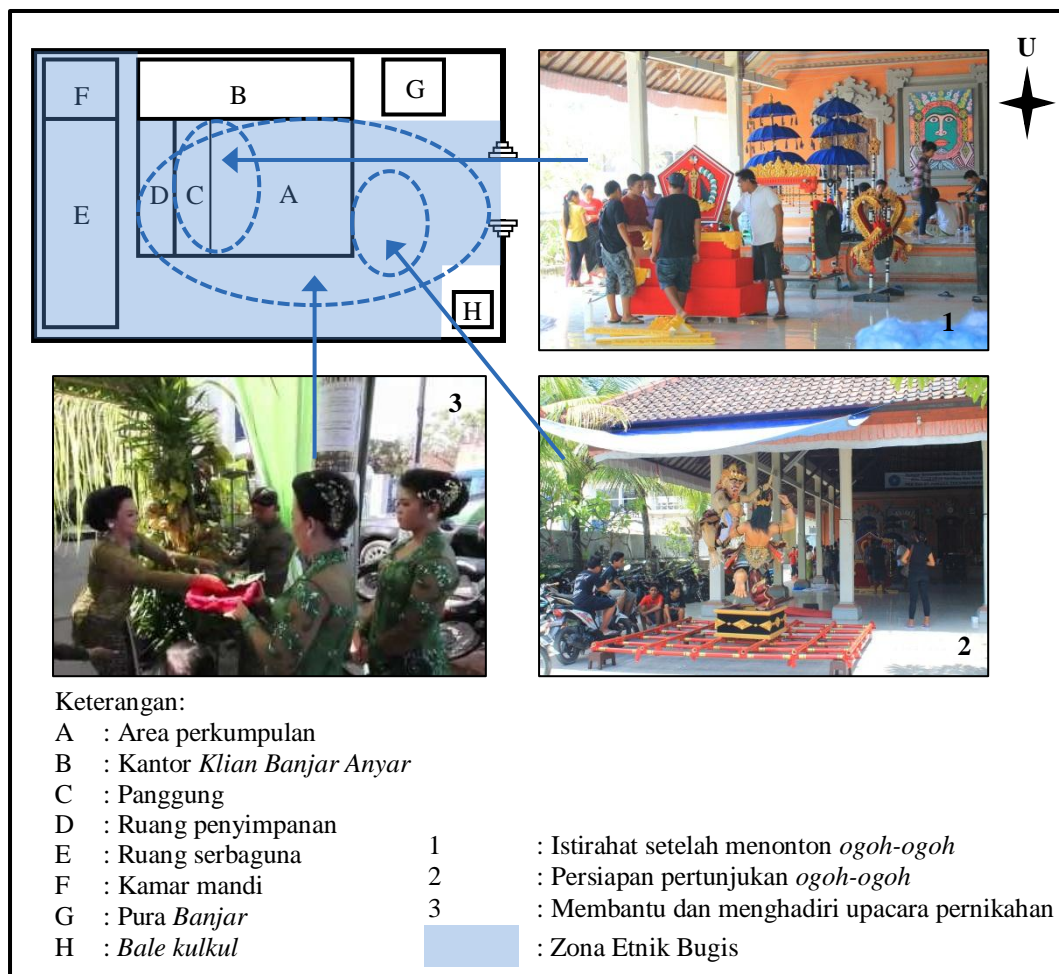 U
F
B
G
D
C
A
E
H
1
3
2
Keterangan:
A : Area perkumpulan
B : Kantor Klian Banjar Anyar
C : Panggung
D : Ruang penyimpanan
E : Ruang serbaguna
F : Kamar mandi
G : Pura Banjar
H : Bale kulkul
1 : Istirahat setelah menonton ogoh-ogoh
2 : Persiapan pertunjukan ogoh-ogoh
3 : Membantu dan menghadiri upacara pernikahan
: Zona Etnik Bugis